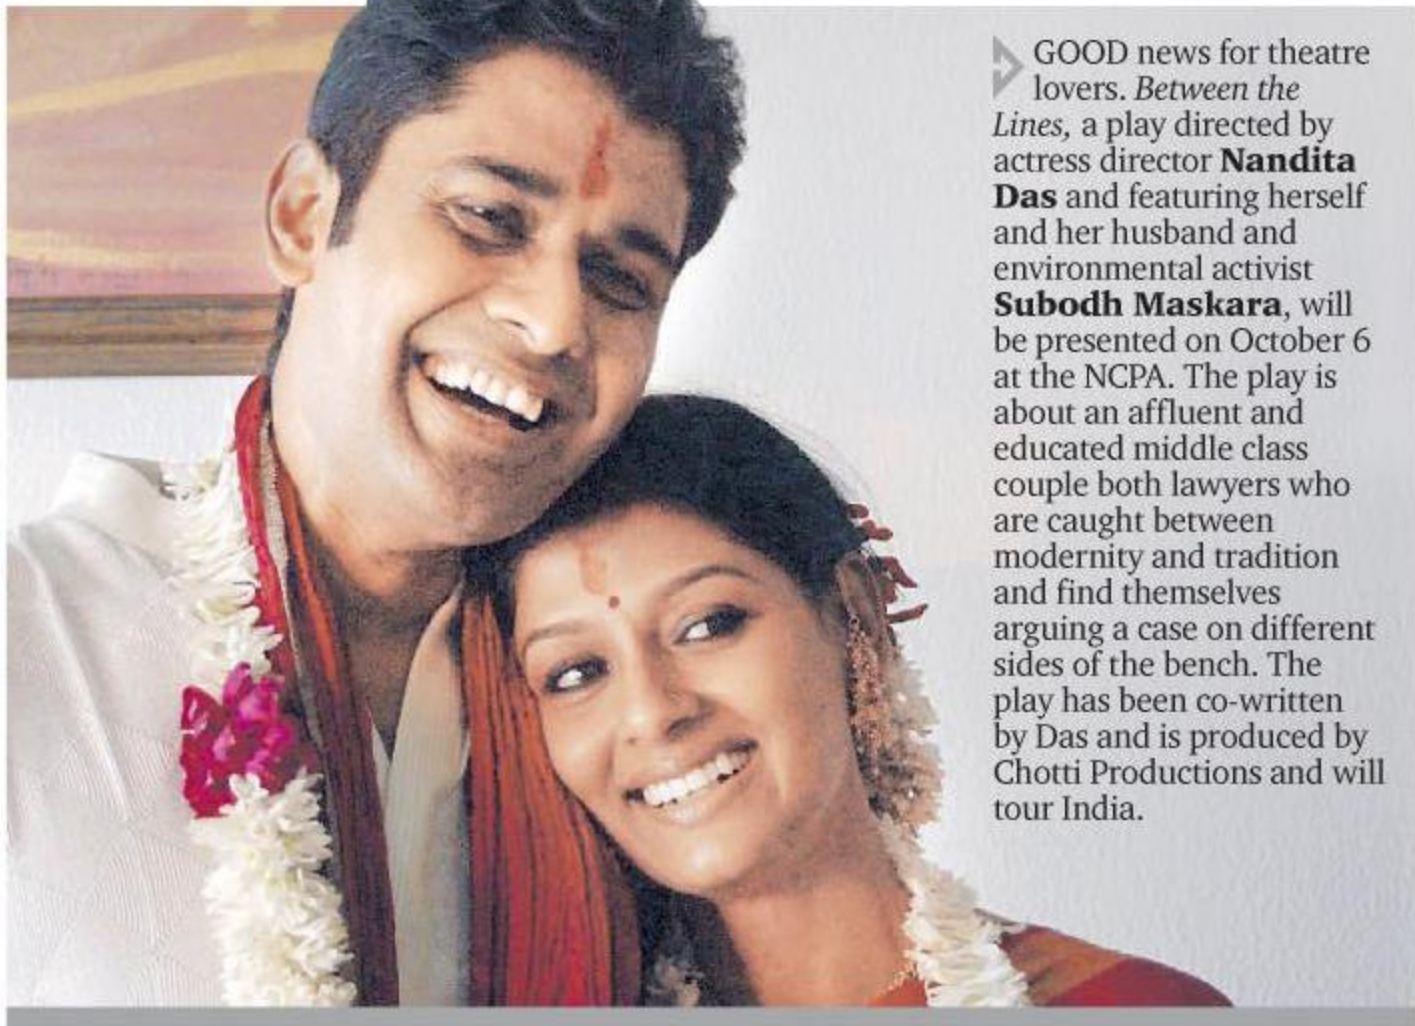 GOOD news for theatre
lovers. Between the
Lines, a play directed by
actress director Nandita
Das and featuring herself
and her husband and
environmental activist
Subodh Maskara, will
be presented on October 6
at the NCPA. The play is
about an affluent and
educated middle class
couple both lawyers who
are caught between
modernity and tradition
and find themselves
arguing a case on different
sides of the bench. The
play has been co-written
by Das and is produced by
Chotti Productions and will
tour India.